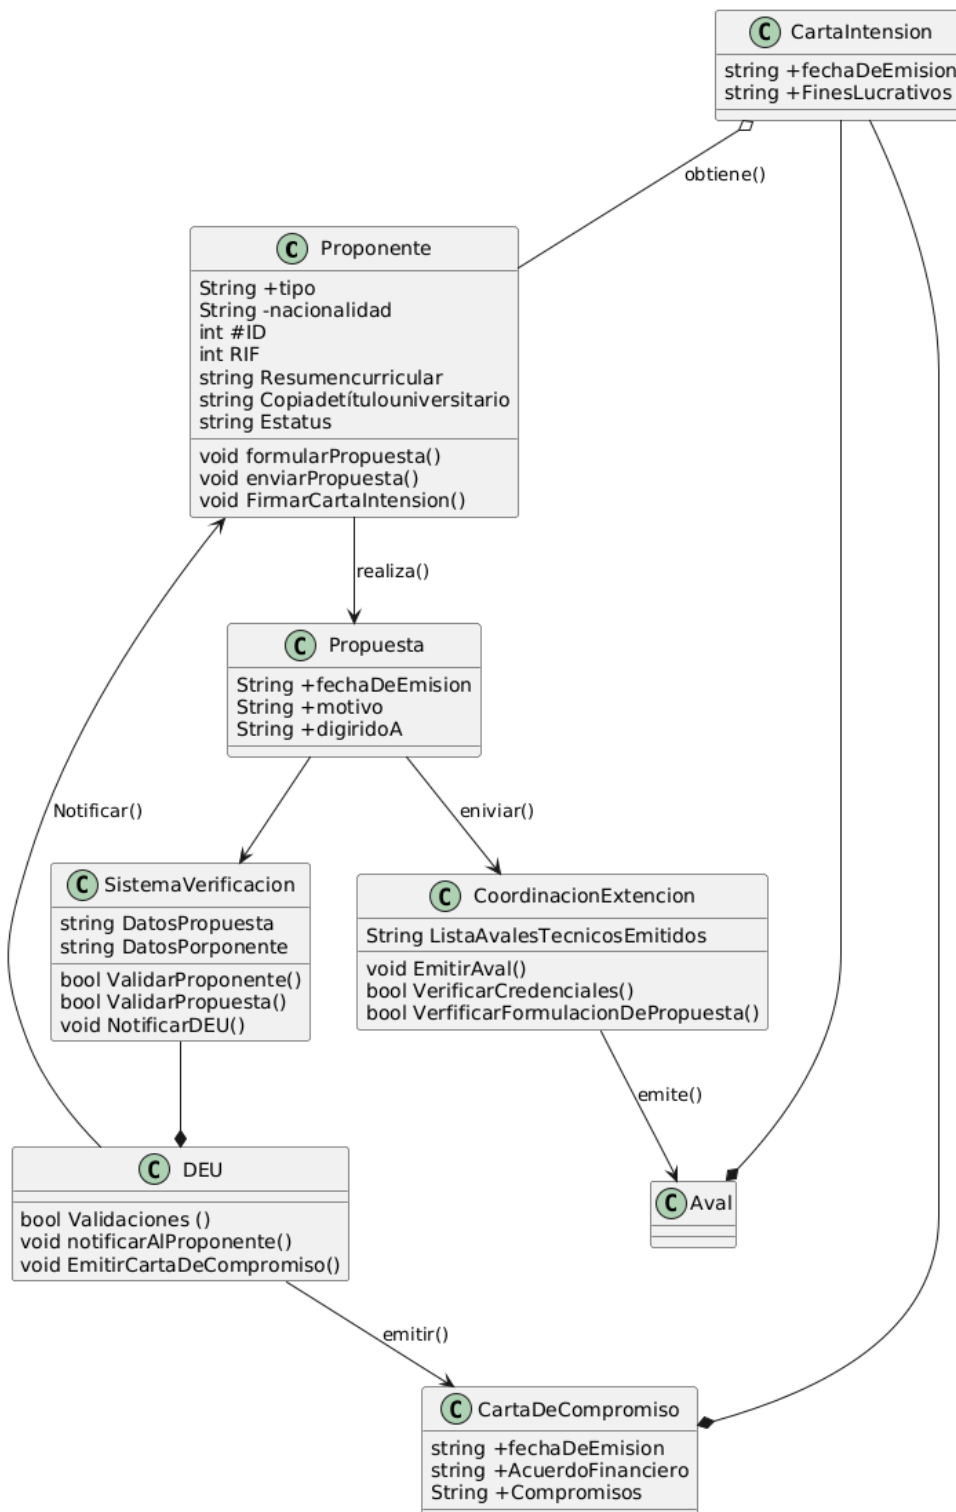 C CartaIntension
string +fechaDeEmision
string +FinesLucrativos
obtiene()
C Proponente
String +tipo
String -nacionalidad
int #ID
int RIF
string Resumencurricular
string Copiadetítulouniversitario
string Estatus
void formularPropuesta()
void enviarPropuesta()
void FirmarCartaIntension()
realiza()
C Propuesta
String +fechaDeEmision
String +motivo
String +digiridoA
Notificar()
eniviar()
C SistemaVerificacion
string DatosPropuesta
string DatosPorponente
bool ValidarProponente()
bool ValidarPropuesta()
void NotificarDEU()
C CoordinacionExtencion
String ListaAvalesTecnicosEmitidos
void EmitirAval()
bool VerificarCredenciales()
bool VerfificarFormulacionDePropuesta()
emite()
C DEU
bool Validaciones ()
void notificarAlProponente()
void EmitirCartaDeCompromiso()
C Aval
emitir()
C CartaDeCompromiso
string +fechaDeEmision
string +AcuerdoFinanciero
String +Compromisos